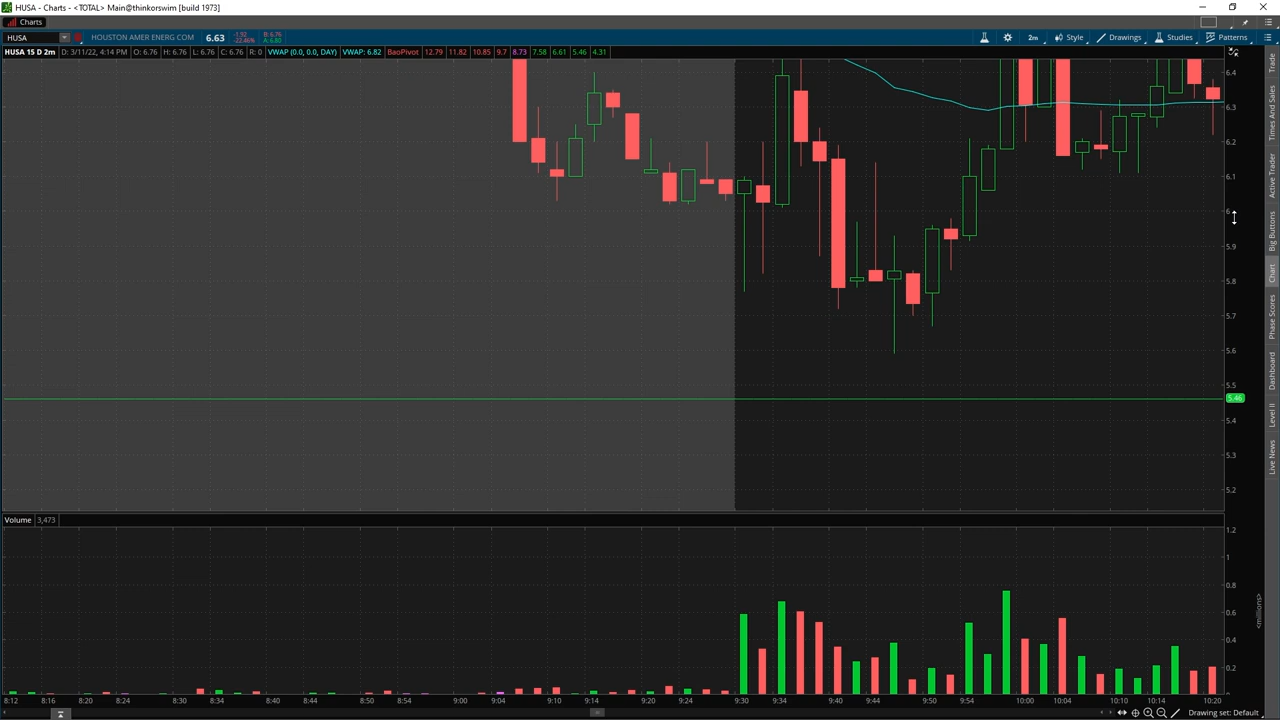 HUSA - Charts - <TOTAL> Main@thinkorswim [build 1973]
Charts
HUSA HOUSTON AMER ENERG COM 6.63 -1.92 -22.46% B: 6.76 A: 6.80 2m Style Drawings Studies Patterns
HUSA 15 D 2m D: 3/11/22, 4:14 PM O: 6.76 H: 6.76 L: 6.76 C: 6.76 R: 0 VWAP (0.0, 0.0, DAY) VWAP: 6.82 BaoPivot 12.79 11.82 10.85 9.7 8.73 7.58 6.61 5.46 4.31
6.4
6.3
6.2
6.1
6
5.9
5.8
5.7
5.6
5.5
5.46
5.4
5.3
5.2
Trade
Times And Sales
Active Trader
Big Buttons
Chart
Phase Scores
Dashboard
Level II
Live News
Volume 3,473
1.2
1
0.8
0.6
0.4
0.2
<millions>
8:12 8:16 8:20 8:24 8:30 8:34 8:39 8:44 8:50 8:54 9:00 9:04 9:10 9:14 9:20 9:24 9:30 9:34 9:40 9:44 9:50 9:54 10:00 10:04 10:10 10:14 10:20
Drawing set: Default